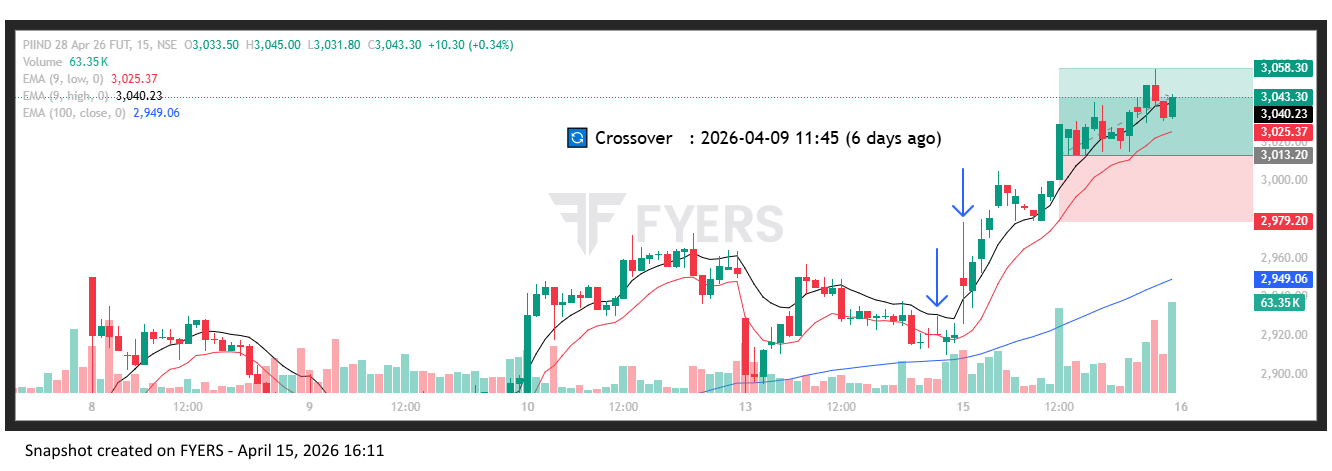 PIIND 28 Apr 26 FUT, 15, NSE O3,033.50 H3,045.00 L3,031.80 C3,043.30 +10.30 (+0.34%)
Volume 63.35K
EMA (9, low, 0) 3,025.37
EMA (9, high, 0) 3,040.23
EMA (100, close, 0) 2,949.06
Crossover : 2026-04-09 11:45 (6 days ago)
FYERS
3,058.30
3,043.30
3,040.23
3,025.37
3,020.00
3,013.20
3,000.00
2,979.20
2,960.00
2,949.06
63.35K
2,920.00
2,900.00
8 12:00 9 12:00 10 12:00 13 12:00 15 12:00 16
Snapshot created on FYERS - April 15, 2026 16:11